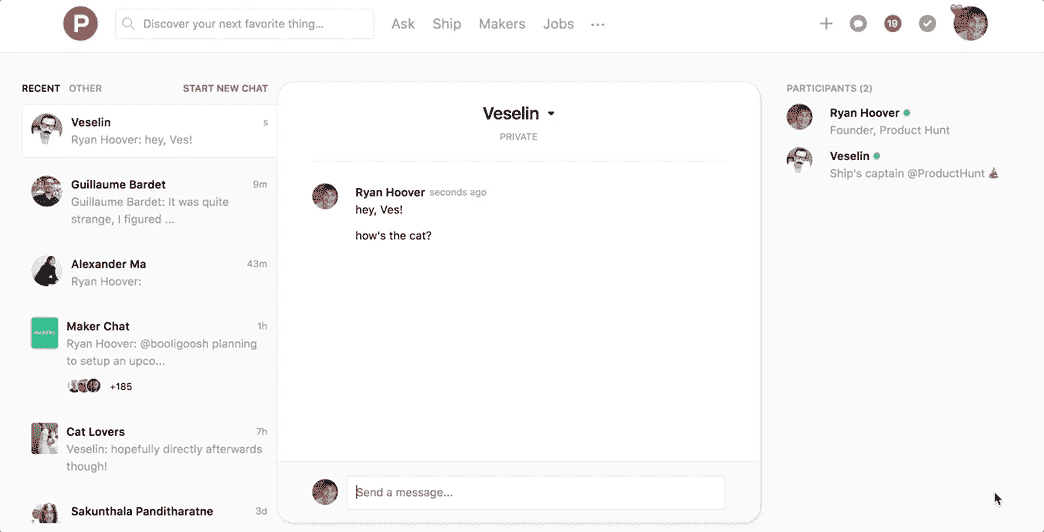 P
Discover your next favorite thing...
Ask Ship Makers Jobs
19
RECENT OTHER START NEW CHAT
Veselin s
Ryan Hoover: hey, Ves!
Guillaume Bardet 9m
Guillaume Bardet: It was quite
strange, I figured ...
Alexander Ma 43m
Ryan Hoover:
Maker Chat 1h
Ryan Hoover: @booligoosh planning
to setup an upco...
+185
Cat Lovers 7h
Veselin: hopefully directly afterwards
though!
Sakunthala Panditharatne 3d
Veselin
PRIVATE
Ryan Hoover seconds ago
hey, Ves!
how's the cat?
Send a message...
PARTICIPANTS (2)
Ryan Hoover
Founder, Product Hunt
Veselin
Ship's captain @ProductHunt